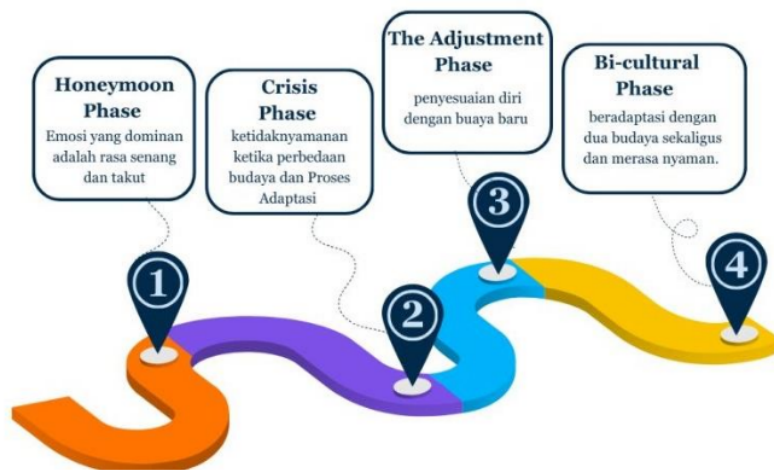 Honeymoon
Phase
Emosi yang dominan
adalah rasa senang
dan takut
Crisis
Phase
ketidaknyamanan
ketika perbedaan
budaya dan Proses
Adaptasi
The Adjustment
Phase
penyesuaian diri
dengan buaya baru
Bi-cultural
Phase
beradaptasi dengan
dua budaya sekaligus
dan merasa nyaman.
1
2
3
4